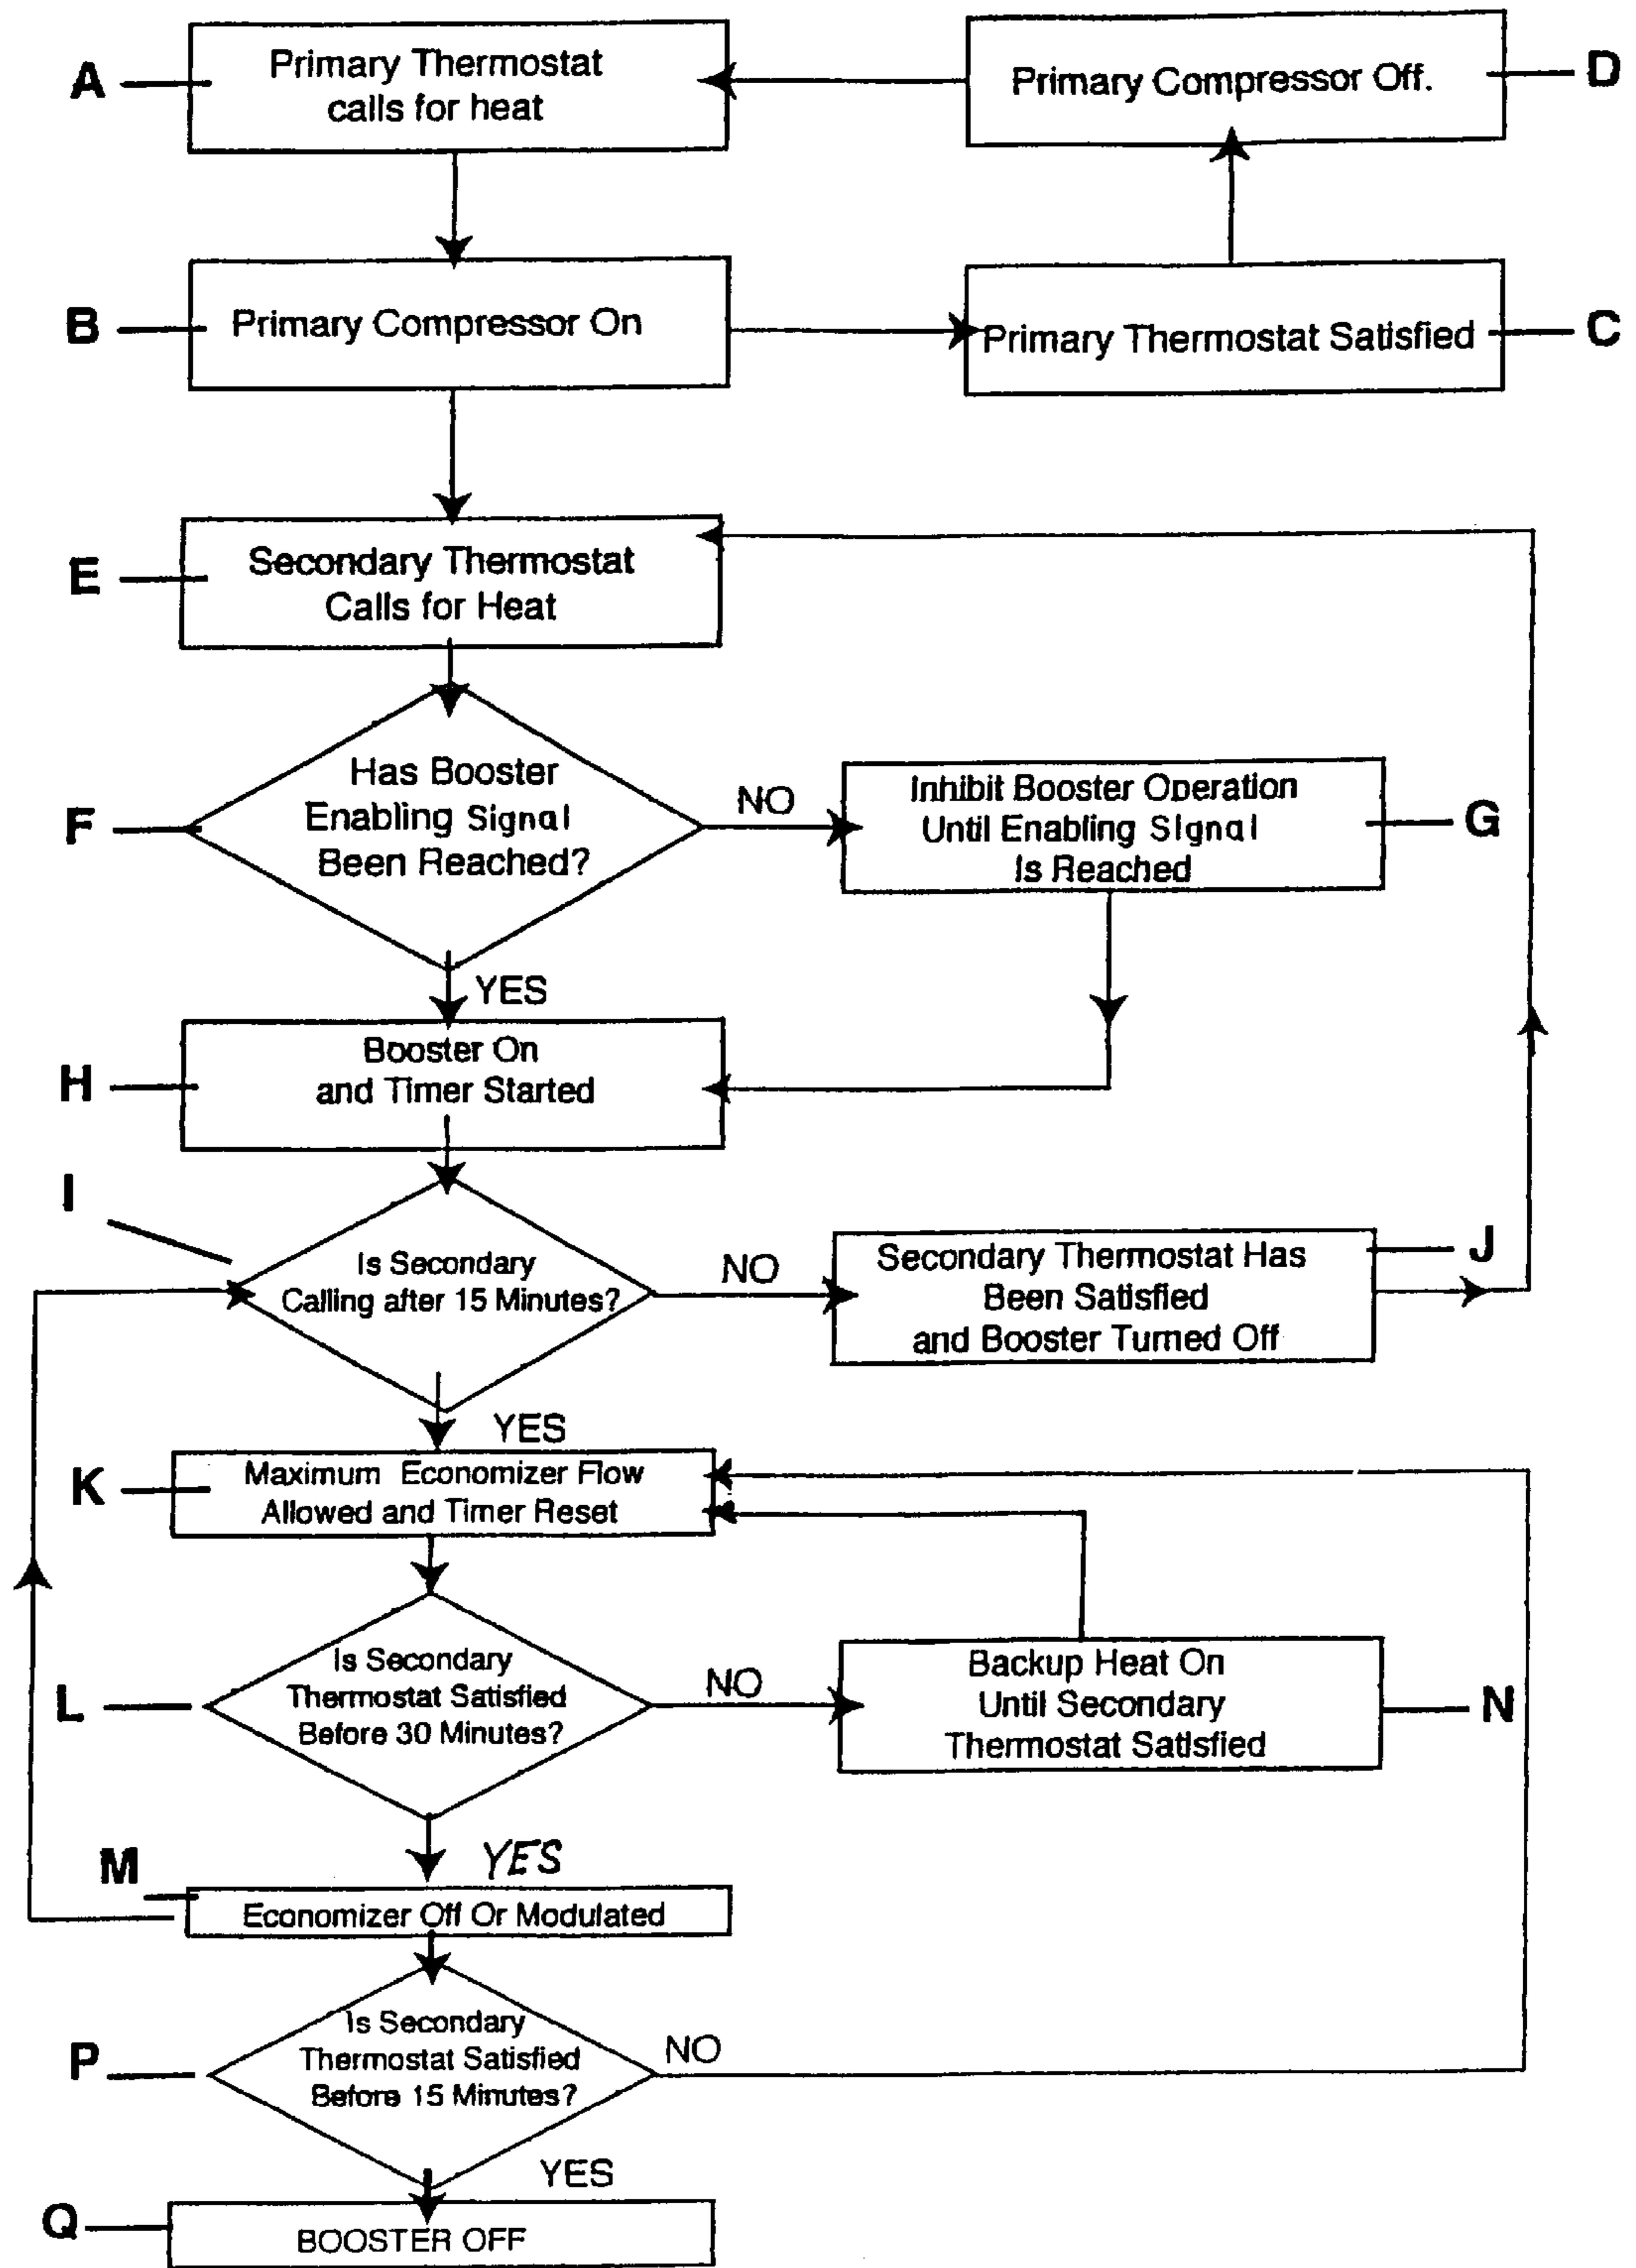 A
Primary Thermostat
calls for heat
Primary Compressor Off.
D
B
Primary Compressor On
Primary Thermostat Satisfied
C
E
Secondary Thermostat
Calls for Heat
F
Has Booster
Enabling Signal
Been Reached?
NO
Inhibit Booster Operation
Until Enabling Signal
Is Reached
G
YES
H
Booster On
and Timer Started
I
Is Secondary
Calling after 15 Minutes?
NO
Secondary Thermostat Has
Been Satisfied
and Booster Turned Off
J
YES
K
Maximum Economizer Flow
Allowed and Timer Reset
L
Is Secondary
Thermostat Satisfied
Before 30 Minutes?
NO
Backup Heat On
Until Secondary
Thermostat Satisfied
N
YES
M
Economizer Off Or Modulated
P
Is Secondary
Thermostat Satisfied
Before 15 Minutes?
NO
YES
Q
BOOSTER OFF